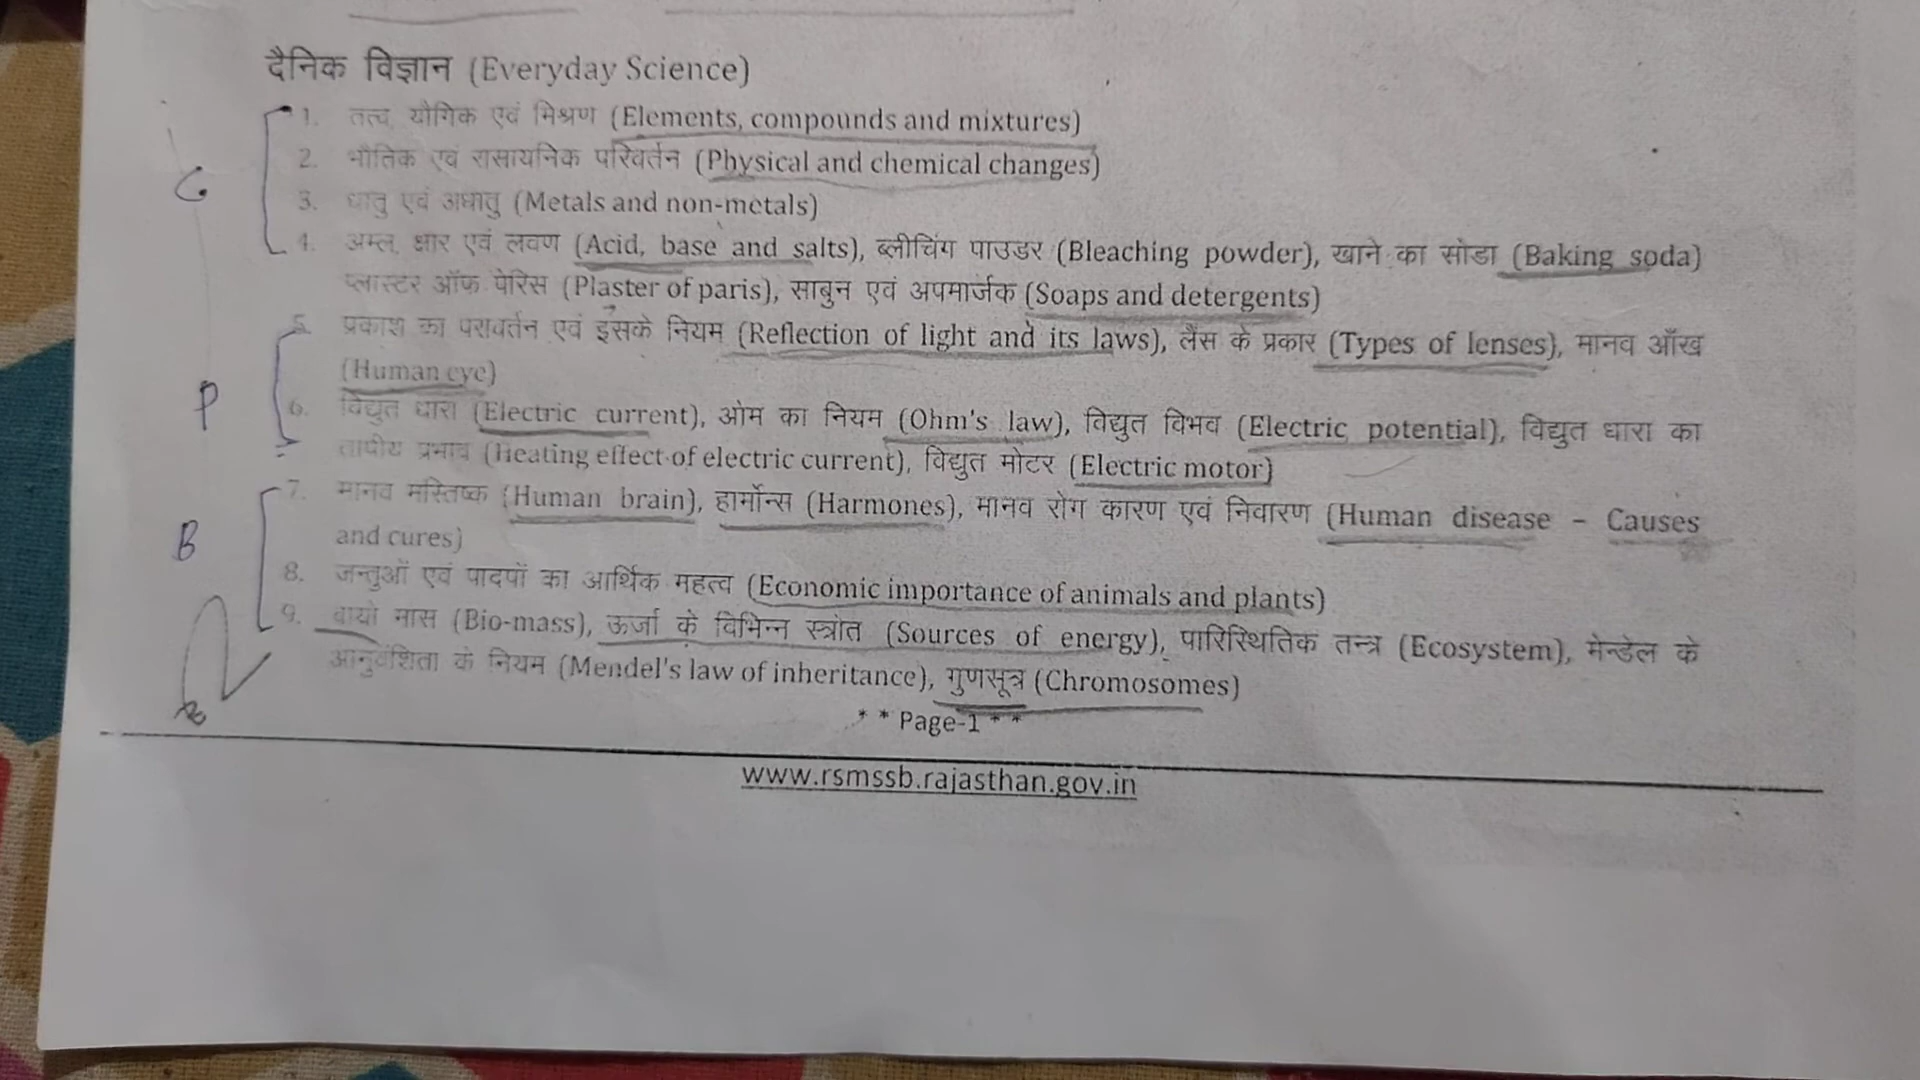 दैनिक विज्ञान (Everyday Science)
1. तत्व, यौगिक एवं मिश्रण (Elements, compounds and mixtures)
2. भौतिक एवं रासायनिक परिवर्तन (Physical and chemical changes)
C
3. धातु एवं अधातु (Metals and non-metals)
4. अम्ल, क्षार एवं लवण (Acid, base and salts), ब्लीचिंग पाउडर (Bleaching powder), खाने का सोडा (Baking soda)
प्लास्टर ऑफ पेरिस (Plaster of paris), साबुन एवं अपमार्जक (Soaps and detergents)
5. प्रकाश का परावर्तन एवं इसके नियम (Reflection of light and its laws), लैंस के प्रकार (Types of lenses), मानव आँख
(Human eye)
P
6. विद्युत धारा (Electric current), ओम का नियम (Ohm's law), विद्युत विभव (Electric potential), विद्युत धारा का
तापीय प्रभाव (Heating effect of electric current), विद्युत मोटर (Electric motor)
7. मानव मस्तिष्क (Human brain), हार्मोन्स (Harmones), मानव रोग कारण एवं निवारण (Human disease – Causes
B
and cures)
8. जन्तुओं एवं पादपों का आर्थिक महत्व (Economic importance of animals and plants)
9. बायो मास (Bio-mass), ऊर्जा के विभिन्न स्त्रोत (Sources of energy), पारिस्थितिक तन्त्र (Ecosystem), मेन्डेल के
आनुवंशिता के नियम (Mendel's law of inheritance), गुणसूत्र (Chromosomes)
* * Page-1 * *
www.rsmssb.rajasthan.gov.in